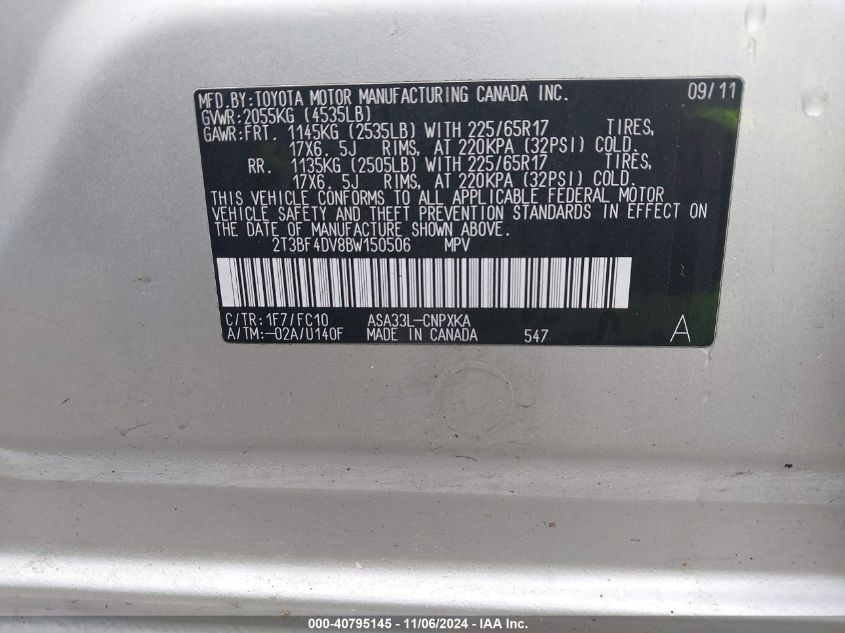 MFD.BY:TOYOTA MOTOR MANUFACTURING CANADA INC. 09/11
GVWR:2055KG (4535LB)
GAWR:FRT. 1145KG (2535LB) WITH 225/65R17 TIRES,
17X6. 5J RIMS, AT 220KPA (32PSI) COLD.
RR. 1135KG (2505LB) WITH 225/65R17 TIRES,
17X6. 5J RIMS, AT 220KPA (32PSI) COLD.
THIS VEHICLE CONFORMS TO ALL APPLICABLE FEDERAL MOTOR
VEHICLE SAFETY AND THEFT PREVENTION STANDARDS IN EFFECT ON
THE DATE OF MANUFACTURE SHOWN ABOVE.
2T3BF4DV8BW150506 MPV
C/TR:1F7/FC10 ASA33L-CNPXKA
A/TM:-02A/U140F MADE IN CANADA 547 A
000-40795145 - 11/06/2024 - IAA Inc.